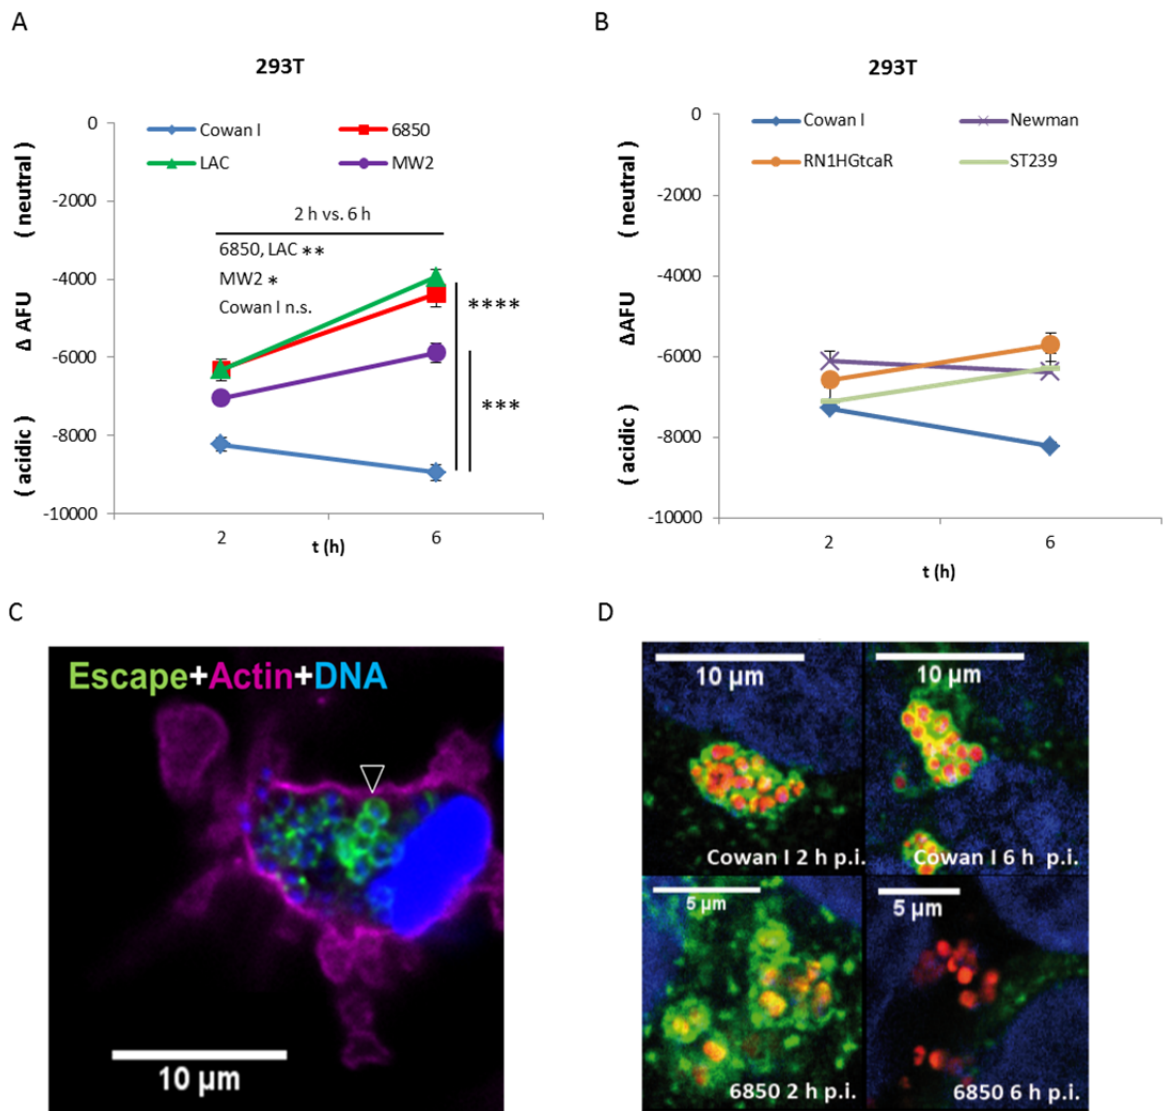 A
293T
0
-2000
-4000
-6000
-8000
-10000
Δ AFU
( neutral )
( acidic )
Cowan I
6850
LAC
MW2
2 h vs. 6 h
6850, LAC **
MW2 *
Cowan I n.s.
****
***
2
6
t (h)
B
293T
0
-2000
-4000
-6000
-8000
-10000
ΔAFU
( neutral )
( acidic )
Cowan I
Newman
RN1HGtcaR
ST239
2
6
t (h)
C
Escape+Actin+DNA
10 µm
D
10 µm
Cowan I 2 h p.i.
10 µm
Cowan I 6 h p.i.
5 µm
6850 2 h p.i.
5 µm
6850 6 h p.i.